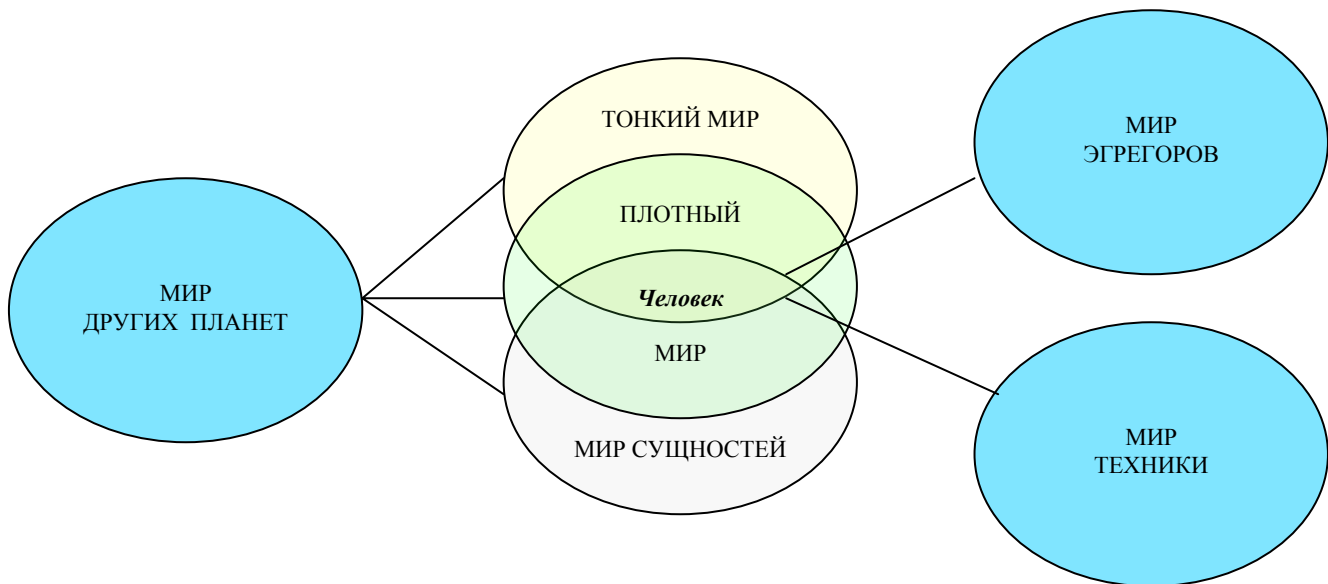 ТОНКИЙ МИР
МИР
ЭГРЕГОРОВ
ПЛОТНЫЙ
МИР
ДРУГИХ ПЛАНЕТ
Человек
МИР
МИР СУЩНОСТЕЙ
МИР
ТЕХНИКИ